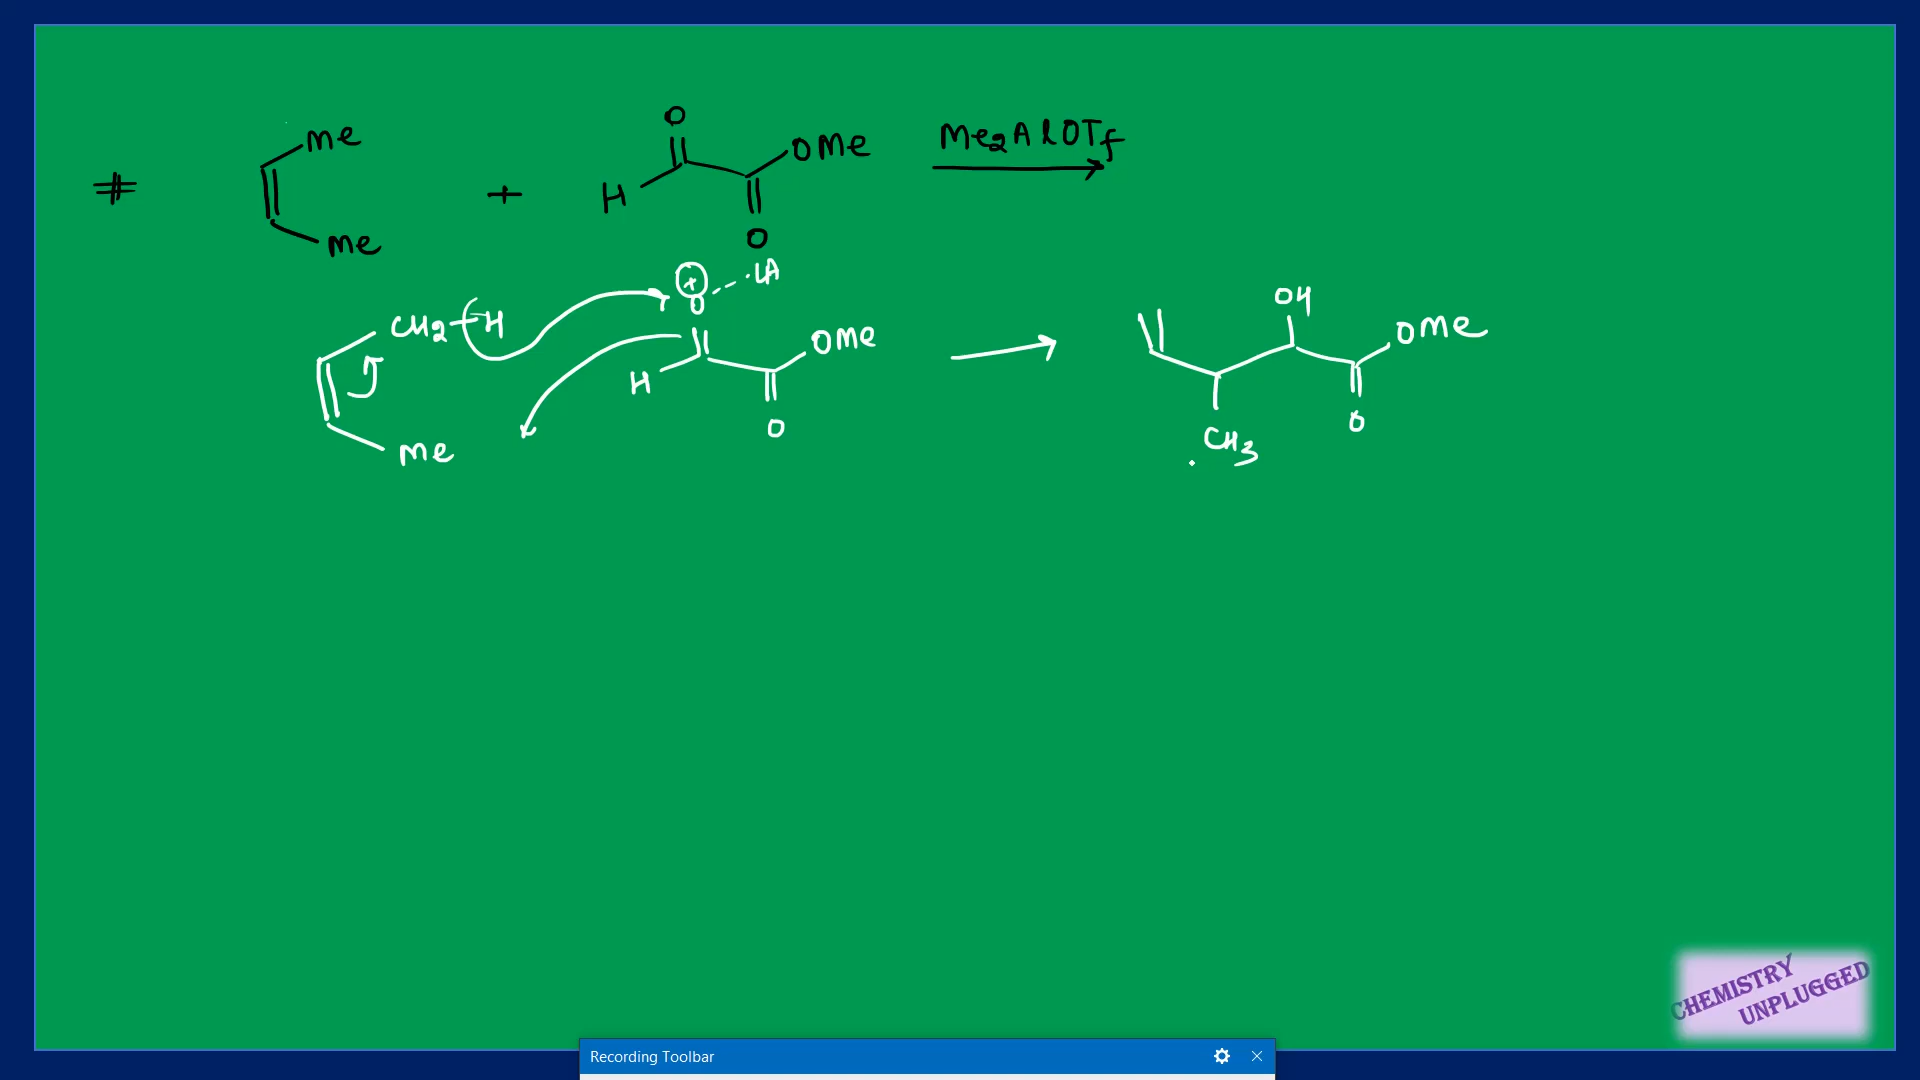 # Me + H O OMe O Me₂AlOTf
Me
CH₂-H + O LA H OMe O
Me
OH OMe O
CH₃
CHEMISTRY
UNPLUGGED
Recording Toolbar